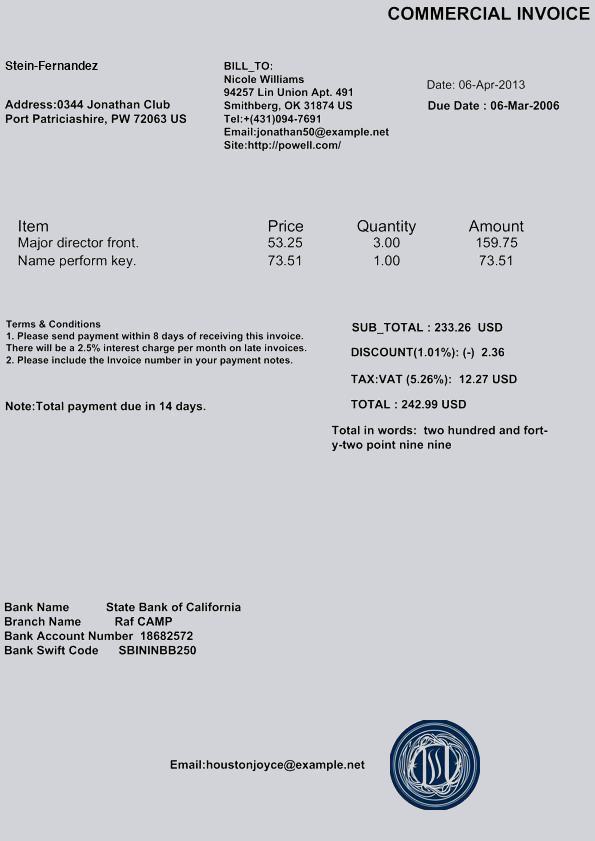 COMMERCIAL INVOICE
Stein-Fernandez
Address:0344 Jonathan Club
Port Patriciashire, PW 72063 US
BILL_TO:
Nicole Williams
94257 Lin Union Apt. 491
Smithberg, OK 31874 US
Tel:+(431)094-7691
Email:jonathan50@example.net
Site:http://powell.com/
Date: 06-Apr-2013
Due Date : 06-Mar-2006
Item Price Quantity Amount
Major director front. 53.25 3.00 159.75
Name perform key. 73.51 1.00 73.51
Terms & Conditions
1. Please send payment within 8 days of receiving this invoice.
There will be a 2.5% interest charge per month on late invoices.
2. Please include the Invoice number in your payment notes.
Note:Total payment due in 14 days.
SUB_TOTAL : 233.26 USD
DISCOUNT(1.01%): (-) 2.36
TAX:VAT (5.26%): 12.27 USD
TOTAL : 242.99 USD
Total in words: two hundred and fort-
y-two point nine nine
Bank Name State Bank of California
Branch Name Raf CAMP
Bank Account Number 18682572
Bank Swift Code SBININBB250
Email:houstonjoyce@example.net